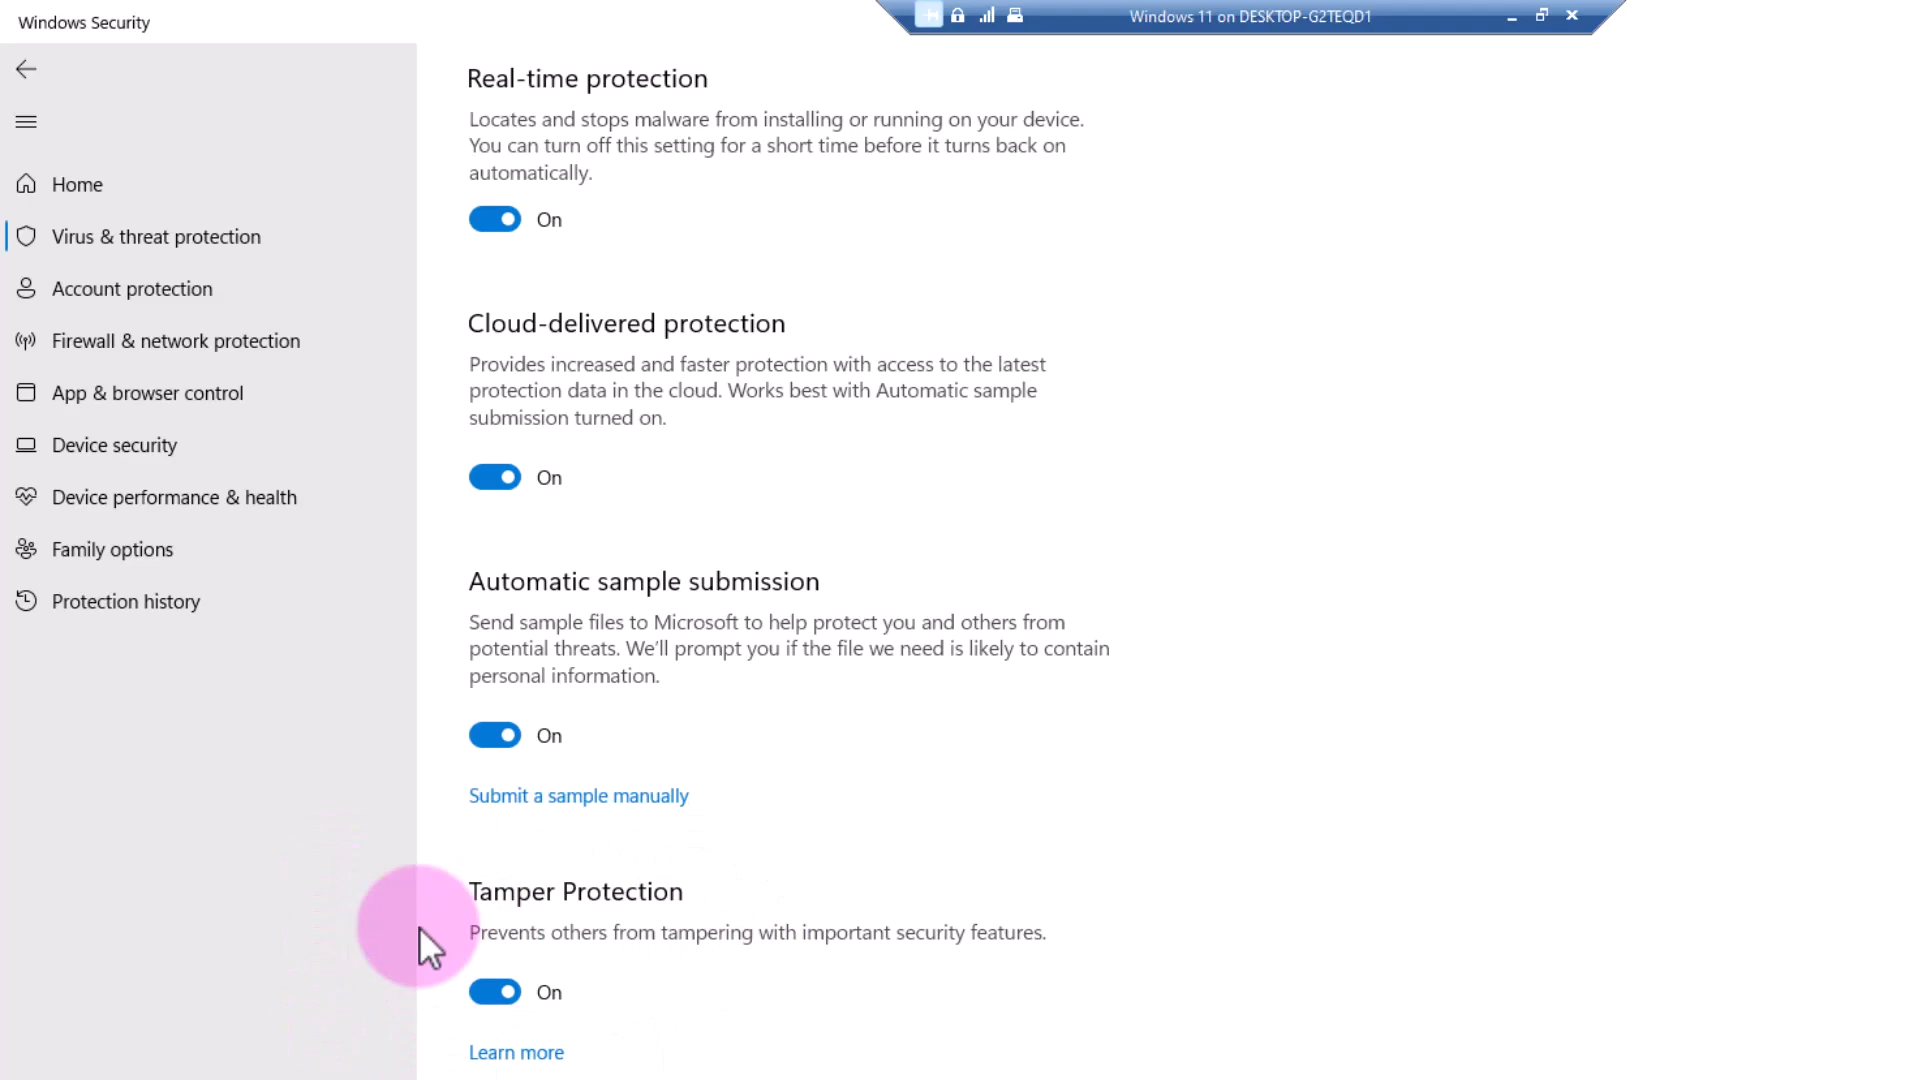 Windows Security
Windows 11 on DESKTOP-G2TEQD1
Home
Virus & threat protection
Account protection
Firewall & network protection
App & browser control
Device security
Device performance & health
Family options
Protection history
Real-time protection
Locates and stops malware from installing or running on your device.
You can turn off this setting for a short time before it turns back on
automatically.
On
Cloud-delivered protection
Provides increased and faster protection with access to the latest
protection data in the cloud. Works best with Automatic sample
submission turned on.
On
Automatic sample submission
Send sample files to Microsoft to help protect you and others from
potential threats. We'll prompt you if the file we need is likely to contain
personal information.
On
Submit a sample manually
Tamper Protection
Prevents others from tampering with important security features.
On
Learn more